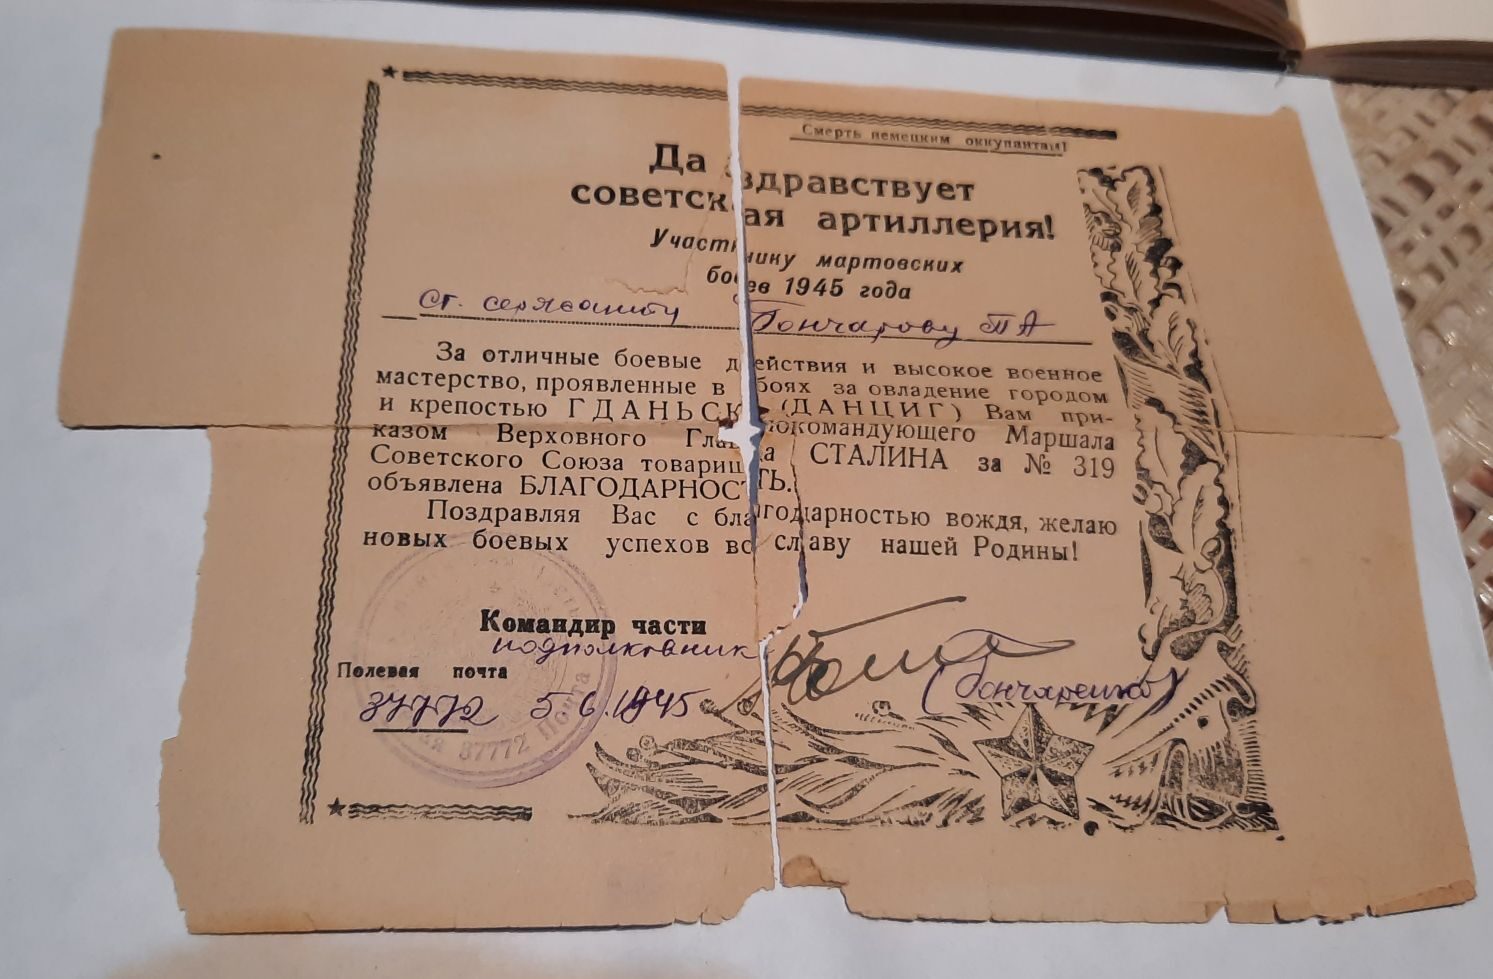 Смерть немецким оккупантам!
Да здравствует
советская артиллерия!
Участнику мартовских
боев 1945 года
ст. сержанту Гончарову ПА
За отличные боевые действия и высокое военное
мастерство, проявленные в боях за овладение городом
и крепостью ГДАНЬСК (ДАНЦИГ) Вам при-
казом Верховного Главнокомандующего Маршала
Советского Союза товарища СТАЛИНА за № 319
объявлена БЛАГОДАРНОСТЬ.
Поздравляя Вас с благодарностью вождя, желаю
новых боевых успехов во славу нашей Родины!
Командир части
подполковник
(Гончаренко)
Полевая почта
37772 5.6.1945
37772 Почта